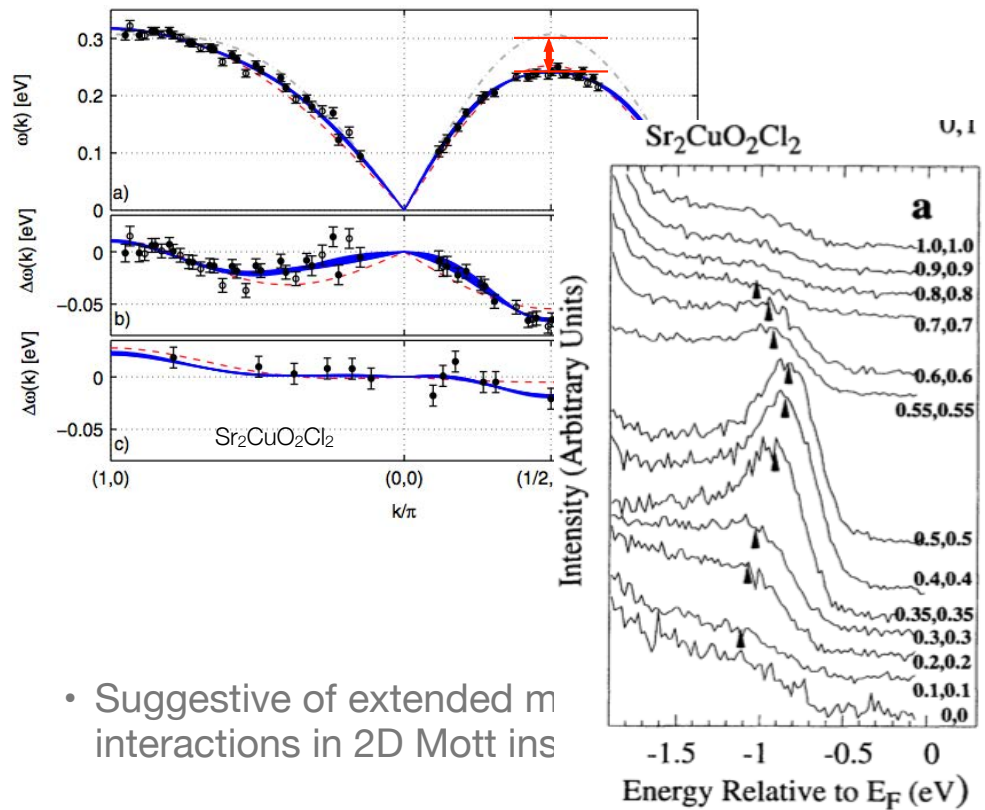 0.3
0.2
0.1
0
ω(k) [eV]
a)
0
−0.05
Δω(k) [eV]
b)
0
−0.05
Δω(k) [eV]
c)
Sr₂CuO₂Cl₂
(1,0)
(0,0)
(1/2,
k/π
• Suggestive of extended m
interactions in 2D Mott ins
0,1
Sr₂CuO₂Cl₂
a
Intensity (Arbitrary Units)
1.0,1.0
0.9,0.9
0.8,0.8
0.7,0.7
0.6,0.6
0.55,0.55
0.5,0.5
0.4,0.4
0.35,0.35
0.3,0.3
0.2,0.2
0.1,0.1
0,0
-1.5
-1
-0.5
0
Energy Relative to E_F (eV)